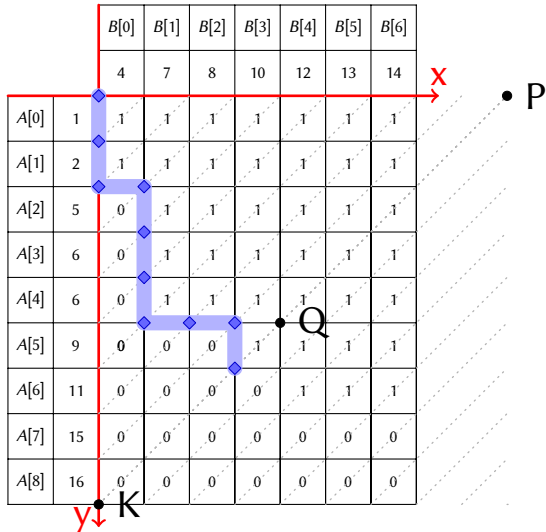 B[0] B[1] B[2] B[3] B[4] B[5] B[6]
4 7 8 10 12 13 14
x
P
A[0] 1 1 1 1 1 1 1 1
A[1] 2 1 1 1 1 1 1 1
A[2] 5 0 1 1 1 1 1 1
A[3] 6 0 1 1 1 1 1 1
A[4] 6 0 1 1 1 1 1 1
Q
A[5] 9 0 0 0 1 1 1 1
A[6] 11 0 0 0 0 1 1 1
A[7] 15 0 0 0 0 0 0 0
A[8] 16 0 0 0 0 0 0 0
y K